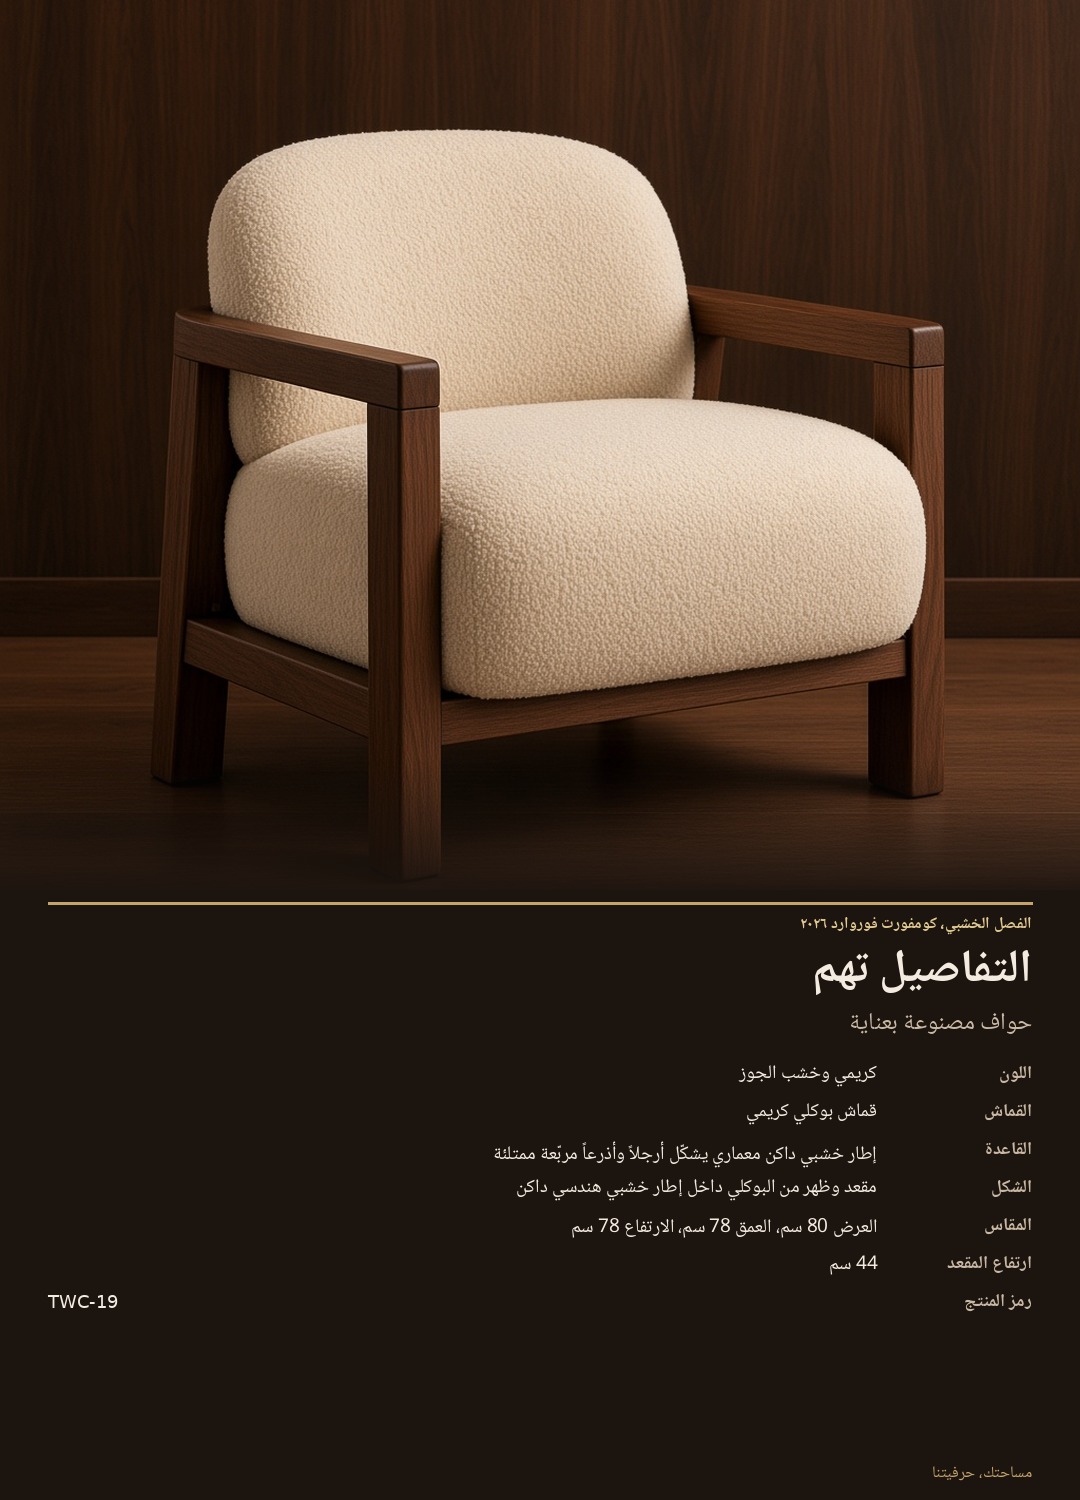 الفصل الخشبي، كومفورت فوروارد ٢٠٢٦
التفاصيل تهم
حواف مصنوعة بعناية
اللون كريمي وخشب الجوز
القماش قماش بوكلي كريمي
القاعدة إطار خشبي داكن معماري يشكّل أرجلاً وأذرعاً مربّعة ممتلئة
الشكل مقعد وظهر من البوكلي داخل إطار خشبي هندسي داكن
المقاس العرض 80 سم، العمق 78 سم، الارتفاع 78 سم
ارتفاع المقعد 44 سم
رمز المنتج TWC-19
مساحتك، حرفيتنا